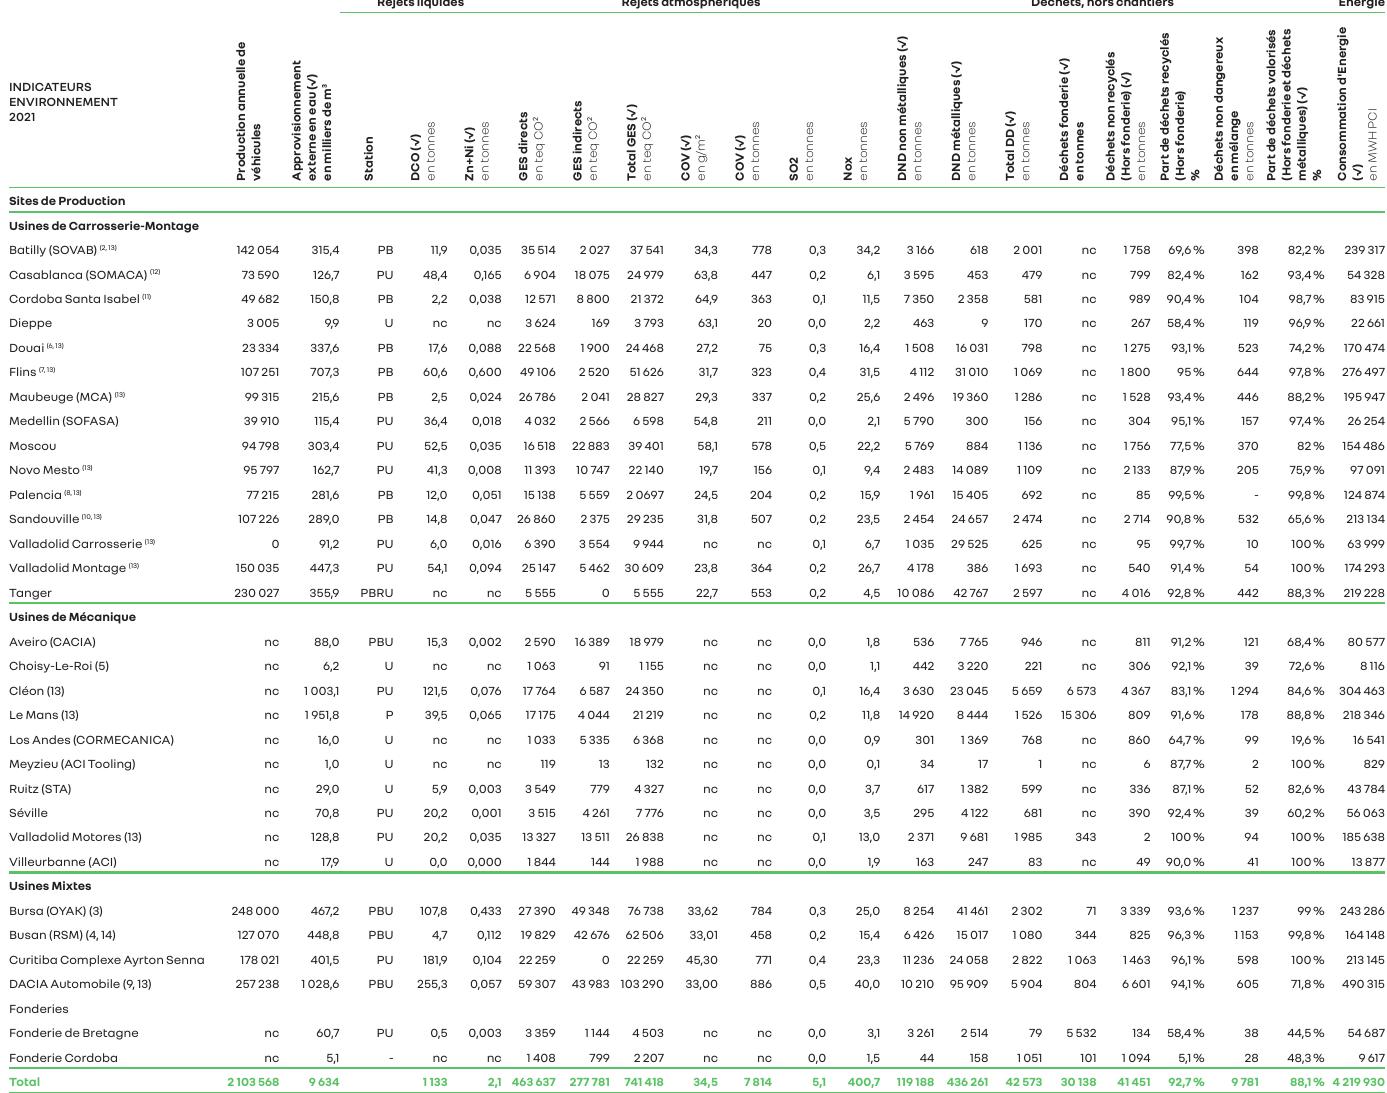 Rejets liquides Rejets atmosphériques Déchets, hors chantiers Énergie
INDICATEURS
ENVIRONNEMENT
2021
Production annuelle de
véhicules
Approvisionnement
externe en eau (√)
en milliers de m³
Station
DCO (√)
en tonnes
Zn+Ni (√)
en tonnes
GES directs
en teq CO²
GES indirects
en teq CO²
Total GES (√)
en teq CO²
COV (√)
en g/m²
COV (√)
en tonnes
SO2
en tonnes
Nox
en tonnes
DND non métalliques (√)
en tonnes
DND métalliques (√)
en tonnes
Total DD (√)
en tonnes
Déchets fonderie (√)
en tonnes
Déchets non recyclés
(Hors fonderie) (√)
en tonnes
Part de déchets recyclés
(Hors fonderie)
%
Déchets non dangereux
en mélange
en tonnes
Part de déchets valorisés
(Hors fonderie et déchets
métalliques) (√)
%
Consommation d'Energie
(√)
en MWH PCI
Sites de Production
Usines de Carrosserie-Montage
Batilly (SOVAB) (2, 13) 142 054 315,4 PB 11,9 0,035 35 514 2 027 37 541 34,3 778 0,3 34,2 3 166 618 2 001 nc 1 758 69,6 % 398 82,2 % 239 317
Casablanca (SOMACA) (12) 73 590 126,7 PU 48,4 0,165 6 904 18 075 24 979 63,8 447 0,2 6,1 3 595 453 479 nc 799 82,4 % 162 93,4 % 54 328
Cordoba Santa Isabel (11) 49 682 150,8 PB 2,2 0,038 12 571 8 800 21 372 64,9 363 0,1 11,5 7 350 2 358 581 nc 989 90,4 % 104 98,7 % 83 915
Dieppe 3 005 9,9 U nc nc 3 624 169 3 793 63,1 20 0,0 2,2 463 9 170 nc 267 58,4 % 119 96,9 % 22 661
Douai (6, 13) 23 334 337,6 PB 17,6 0,088 22 568 1 900 24 468 27,2 75 0,3 16,4 1 508 16 031 798 nc 1 275 93,1 % 523 74,2 % 170 474
Flins (7, 13) 107 251 707,3 PB 60,6 0,600 49 106 2 520 51 626 31,7 323 0,4 31,5 4 112 31 010 1 069 nc 1 800 95 % 644 97,8 % 276 497
Maubeuge (MCA) (13) 99 315 215,6 PB 2,5 0,024 26 786 2 041 28 827 29,3 337 0,2 25,6 2 496 19 360 1 286 nc 1 528 93,4 % 446 88,2 % 195 947
Medellin (SOFASA) 39 910 115,4 PU 36,4 0,018 4 032 2 566 6 598 54,8 211 0,0 2,1 5 790 300 156 nc 304 95,1 % 157 97,4 % 26 254
Moscou 94 798 303,4 PU 52,5 0,035 16 518 22 883 39 401 58,1 578 0,5 22,2 5 769 884 1 136 nc 1 756 77,5 % 370 82 % 154 486
Novo Mesto (13) 95 797 162,7 PU 41,3 0,008 11 393 10 747 22 140 19,7 156 0,1 9,4 2 483 14 089 1 109 nc 2 133 87,9 % 205 75,9 % 97 091
Palencia (8, 13) 77 215 281,6 PB 12,0 0,051 15 138 5 559 2 0697 24,5 204 0,2 15,9 1 961 15 405 692 nc 85 99,5 % - 99,8 % 124 874
Sandouville (10, 13) 107 226 289,0 PB 14,8 0,047 26 860 2 375 29 235 31,8 507 0,2 23,5 2 454 24 657 2 474 nc 2 714 90,8 % 532 65,6 % 213 134
Valladolid Carrosserie (13) 0 91,2 PU 6,0 0,016 6 390 3 554 9 944 nc nc 0,1 6,7 1 035 29 525 625 nc 95 99,7 % 10 100 % 63 999
Valladolid Montage (13) 150 035 447,3 PU 54,1 0,094 25 147 5 462 30 609 23,8 364 0,2 26,7 4 178 386 1 693 nc 540 91,4 % 54 100 % 174 293
Tanger 230 027 355,9 PBRU nc nc 5 555 0 5 555 22,7 553 0,2 4,5 10 086 42 767 2 597 nc 4 016 92,8 % 442 88,3 % 219 228
Usines de Mécanique
Aveiro (CACIA) nc 88,0 PBU 15,3 0,002 2 590 16 389 18 979 nc nc 0,0 1,8 536 7 765 946 nc 811 91,2 % 121 68,4 % 80 577
Choisy-Le-Roi (5) nc 6,2 U nc nc 1 063 91 1 155 nc nc 0,0 1,1 442 3 220 221 nc 306 92,1 % 39 72,6 % 8 116
Cléon (13) nc 1 003,1 PU 121,5 0,076 17 764 6 587 24 350 nc nc 0,1 16,4 3 630 23 045 5 659 6 573 4 367 83,1 % 1 294 84,6 % 304 463
Le Mans (13) nc 1 951,8 P 39,5 0,065 17 175 4 044 21 219 nc nc 0,2 11,8 14 920 8 444 1 526 15 306 809 91,6 % 178 88,8 % 218 346
Los Andes (CORMECANICA) nc 16,0 U nc nc 1 033 5 335 6 368 nc nc 0,0 0,9 301 1 369 768 nc 860 64,7 % 99 19,6 % 16 541
Meyzieu (ACI Tooling) nc 1,0 U nc nc 119 13 132 nc nc 0,0 0,1 34 17 1 nc 6 87,7 % 2 100 % 829
Ruitz (STA) nc 29,0 U 5,9 0,003 3 549 779 4 327 nc nc 0,0 3,7 617 1 382 599 nc 336 87,1 % 52 82,6 % 43 784
Séville nc 70,8 PU 20,2 0,001 3 515 4 261 7 776 nc nc 0,0 3,5 295 4 122 681 nc 390 92,4 % 39 60,2 % 56 063
Valladolid Motores (13) nc 128,8 PU 20,2 0,035 13 327 13 511 26 838 nc nc 0,1 13,0 2 371 9 681 1 985 343 2 100 % 94 100 % 185 638
Villeurbanne (ACI) nc 17,9 U 0,0 0,000 1 844 144 1 988 nc nc 0,0 1,9 163 247 83 nc 49 90,0 % 41 100 % 13 877
Usines Mixtes
Bursa (OYAK) (3) 248 000 467,2 PBU 107,8 0,433 27 390 49 348 76 738 33,62 784 0,3 25,0 8 254 41 461 2 302 71 3 339 93,6 % 1 237 99 % 243 286
Busan (RSM) (4, 14) 127 070 448,8 PBU 4,7 0,112 19 829 42 676 62 506 33,01 458 0,2 15,4 6 426 15 017 1 080 344 825 96,3 % 1 153 99,8 % 164 148
Curitiba Complexe Ayrton Senna 178 021 401,5 PU 181,9 0,104 22 259 0 22 259 45,30 771 0,4 23,3 11 236 24 058 2 822 1 063 1 463 96,1 % 598 100 % 213 145
DACIA Automobile (9, 13) 257 238 1 028,6 PBU 255,3 0,057 59 307 43 983 103 290 33,00 886 0,5 40,0 10 210 95 909 5 904 804 6 601 94,1 % 605 71,8 % 490 315
Fonderies
Fonderie de Bretagne nc 60,7 PU 0,5 0,003 3 359 1 144 4 503 nc nc 0,0 3,1 3 261 2 514 79 5 532 134 58,4 % 38 44,5 % 54 687
Fonderie Cordoba nc 5,1 - nc nc 1 408 799 2 207 nc nc 0,0 1,5 44 158 1 051 101 1 094 5,1 % 28 48,3 % 9 617
Total 2 103 568 9 634 1 133 2,1 463 637 277 781 741 418 34,5 7 814 5,1 400,7 119 188 436 261 42 573 30 138 41 451 92,7 % 9 781 88,1 % 4 219 930